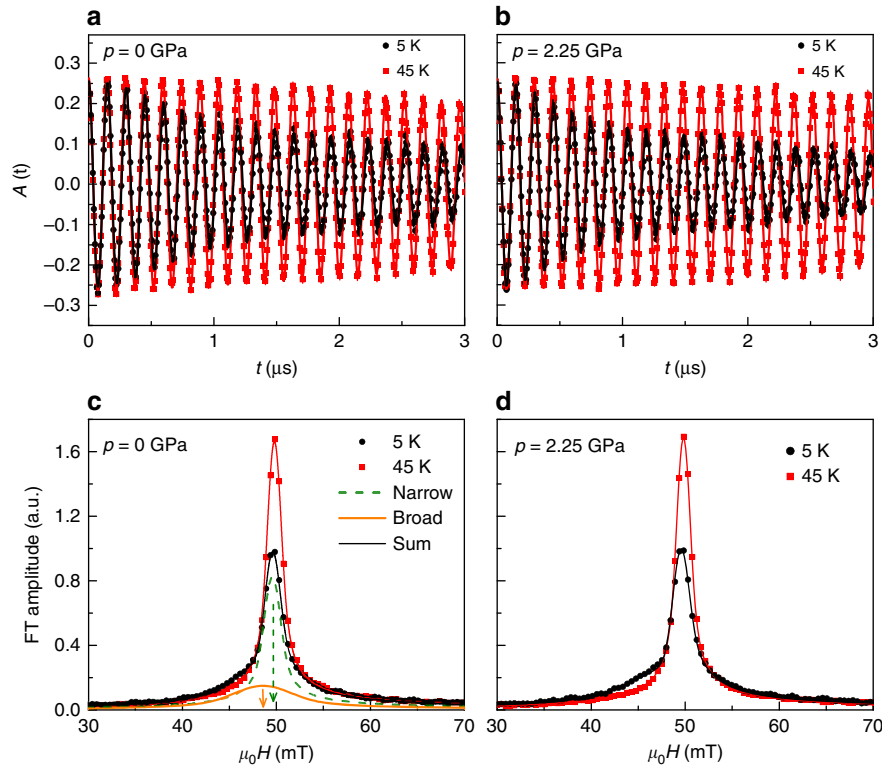 a
p = 0 GPa
5 K
45 K
A (t)
0.3
0.2
0.1
0.0
−0.1
−0.2
−0.3
0
1
2
3
t (μs)
b
p = 2.25 GPa
5 K
45 K
0
1
2
3
t (μs)
c
p = 0 GPa
5 K
45 K
Narrow
Broad
Sum
FT amplitude (a.u.)
1.6
1.2
0.8
0.4
0.0
30
40
50
60
70
μ0H (mT)
d
p = 2.25 GPa
5 K
45 K
30
40
50
60
70
μ0H (mT)